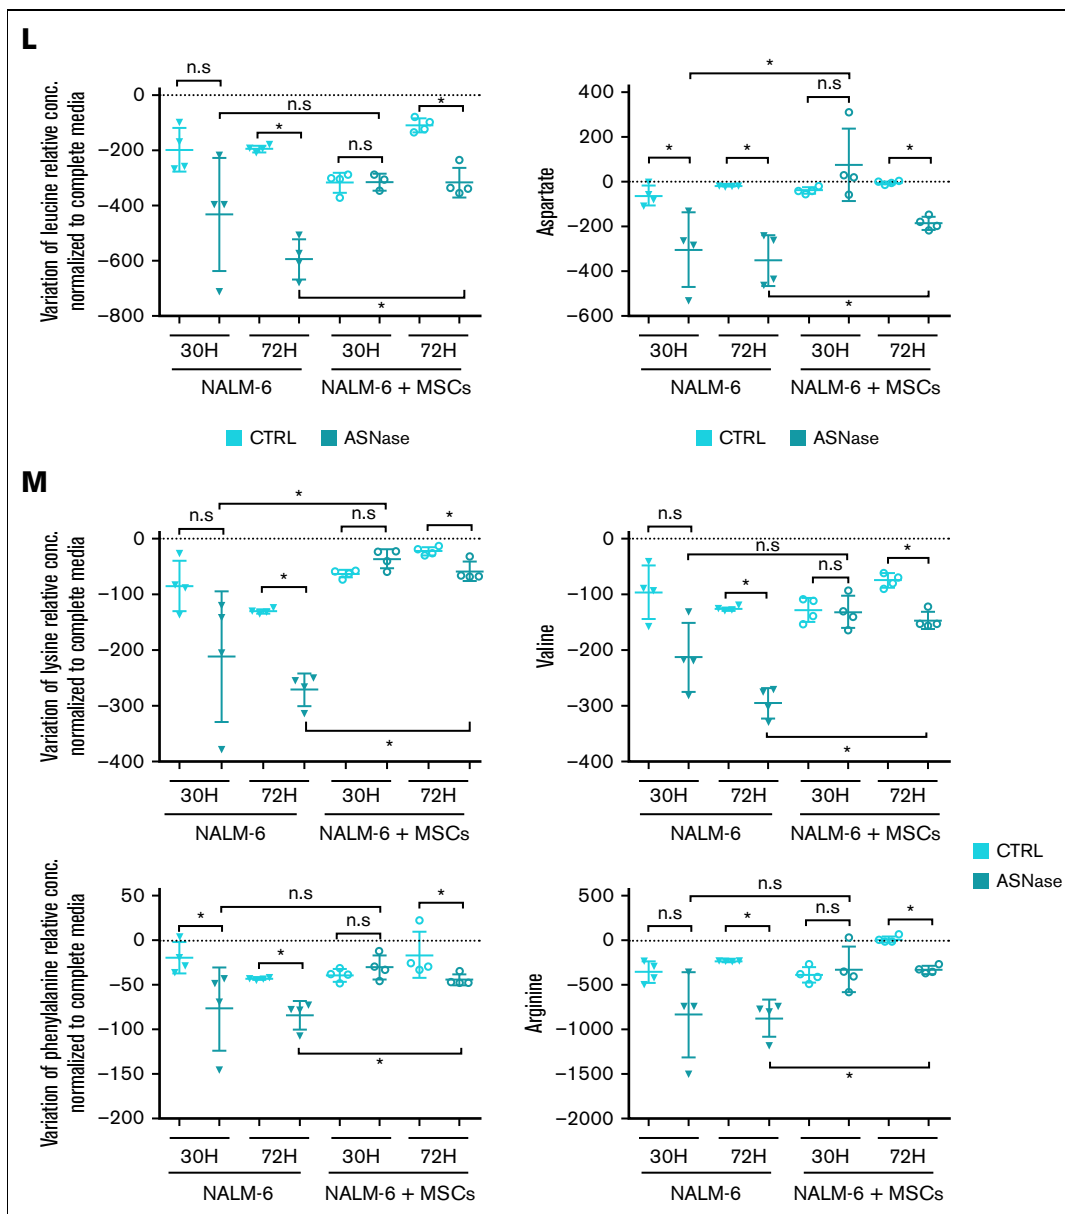 L
Variation of leucine relative conc.
normalized to complete media
0
−200
−400
−600
−800
n.s
n.s
*
n.s
*
*
30H
72H
30H
72H
NALM-6
NALM-6 + MSCs
CTRL
ASNase
Aspartate
400
200
0
−200
−400
−600
*
n.s
*
*
*
*
30H
72H
30H
72H
NALM-6
NALM-6 + MSCs
CTRL
ASNase
M
Variation of lysine relative conc.
normalized to complete media
0
−100
−200
−300
−400
*
n.s
n.s
*
*
*
30H
72H
30H
72H
NALM-6
NALM-6 + MSCs
Valine
0
−100
−200
−300
−400
n.s
n.s
*
n.s
*
*
30H
72H
30H
72H
NALM-6
NALM-6 + MSCs
CTRL
ASNase
Variation of phenylalanine relative conc.
normalized to complete media
50
0
−50
−100
−150
−200
n.s
*
*
n.s
*
*
30H
72H
30H
72H
NALM-6
NALM-6 + MSCs
Arginine
500
0
−500
−1000
−1500
−2000
n.s
n.s
*
n.s
*
*
30H
72H
30H
72H
NALM-6
NALM-6 + MSCs